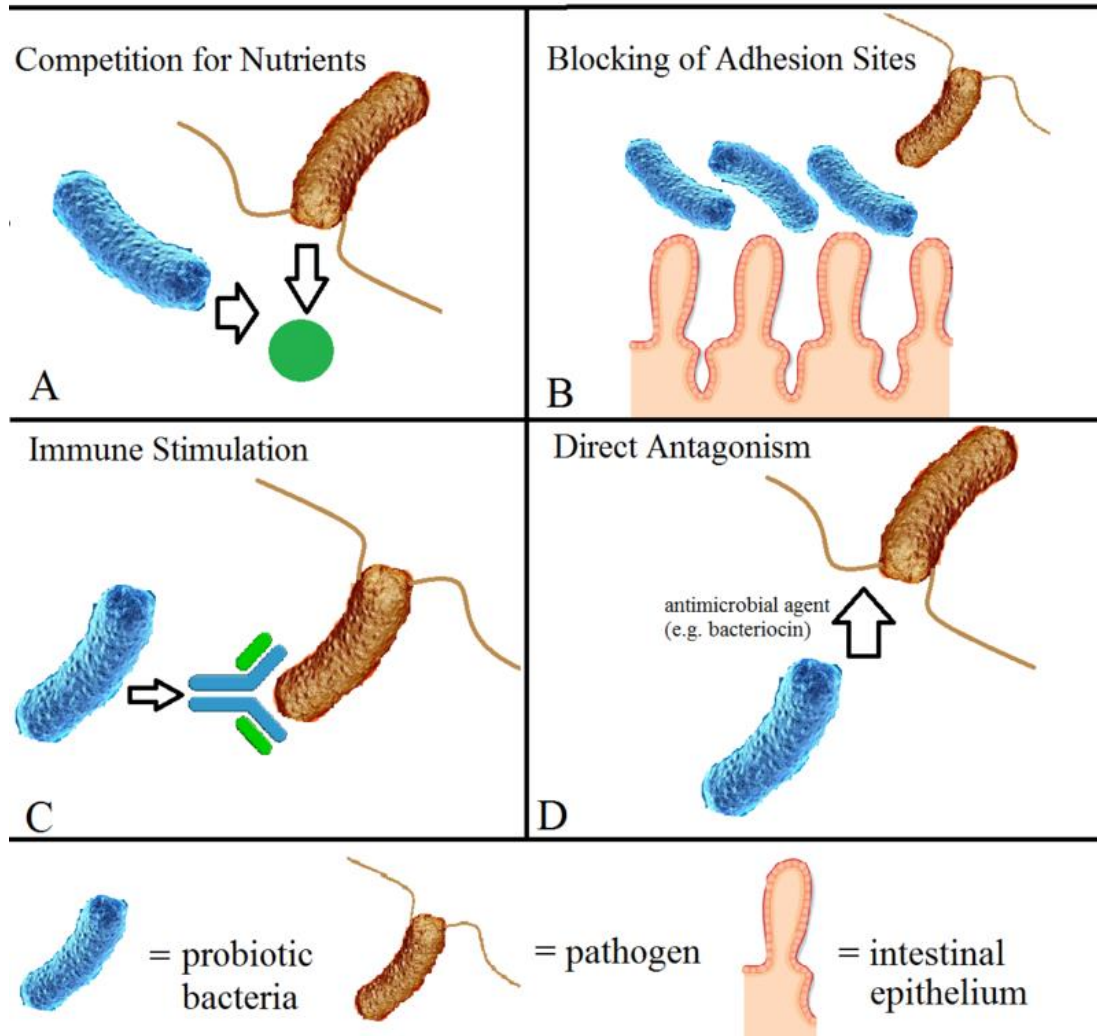 Competition for Nutrients
A
Blocking of Adhesion Sites
B
Immune Stimulation
C
Direct Antagonism
antimicrobial agent
(e.g. bacteriocin)
D
= probiotic
bacteria
= pathogen
= intestinal
epithelium